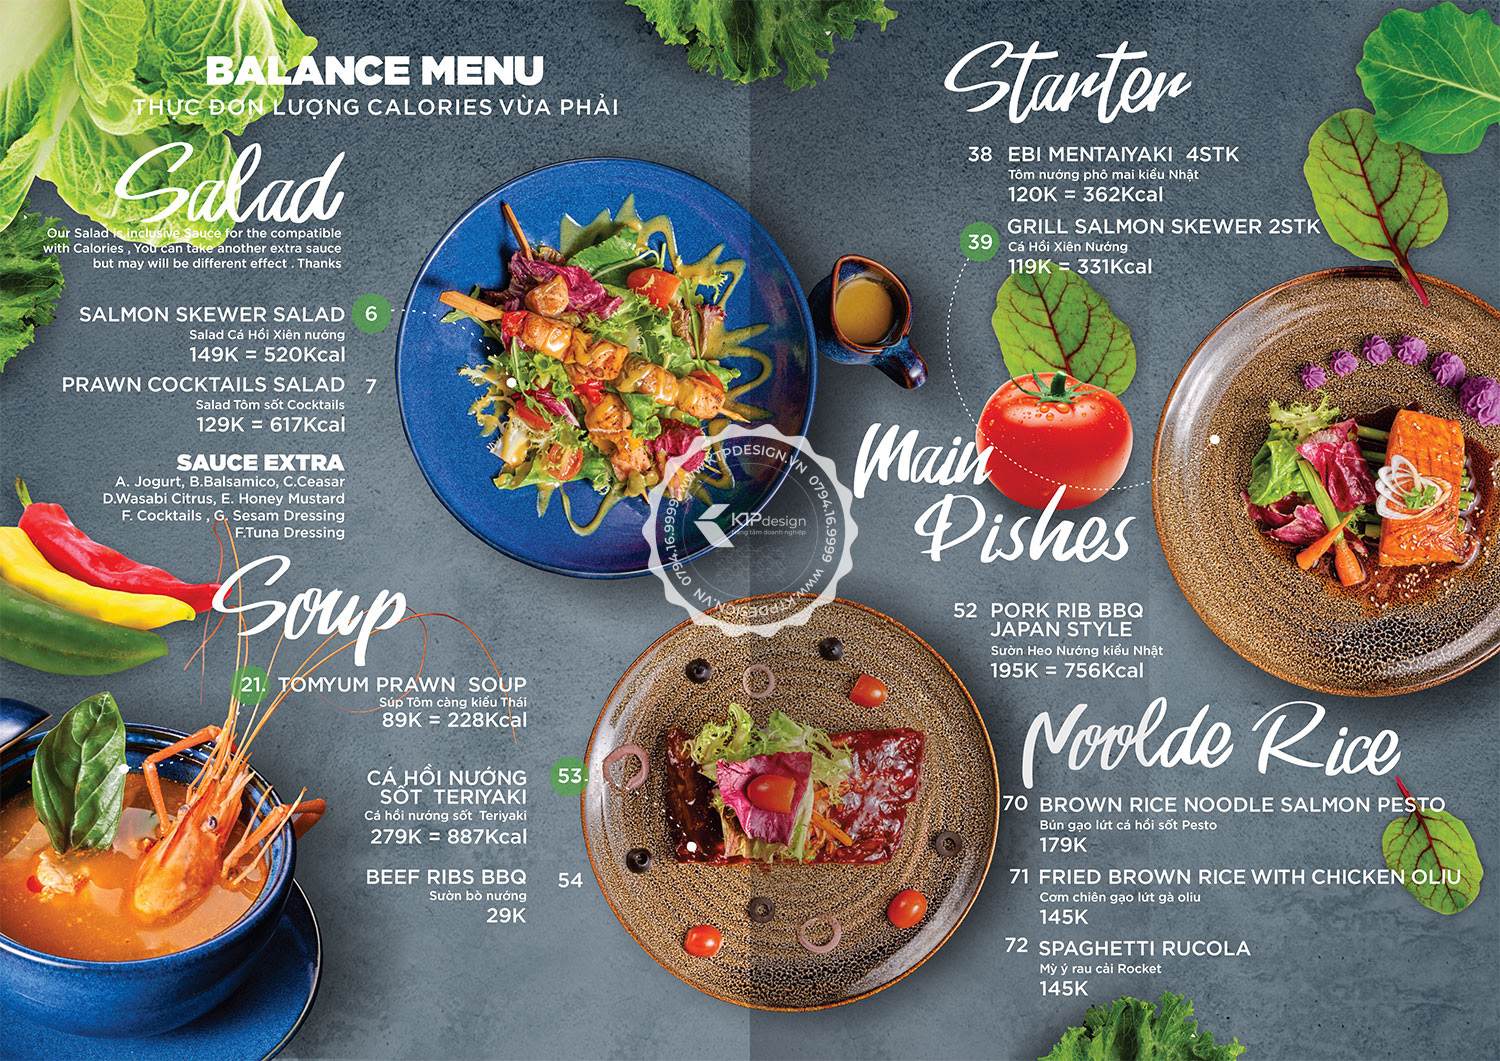 BALANCE MENU
THỰC ĐƠN LƯỢNG CALORIES VỪA PHẢI
Salad
Our Salad is inclusive Sauce for the compatible
with Calories , You can take another extra sauce
but may will be different effect . Thanks
SALMON SKEWER SALAD 6
Salad Cá Hồi Xiên nướng
149K = 520Kcal
PRAWN COCKTAILS SALAD 7
Salad Tôm sốt Cocktails
129K = 617Kcal
SAUCE EXTRA
A. Jogurt, B.Balsamico, C.Ceasar
D.Wasabi Citrus, E. Honey Mustard
F. Cocktails , G. Sesam Dressing
F.Tuna Dressing
Soup
21. TOMYUM PRAWN SOUP
Súp Tôm càng kiểu Thái
89K = 228Kcal
CÁ HỒI NƯỚNG 53.
SỐT TERIYAKI
Cá hồi nướng sốt Teriyaki
279K = 887Kcal
BEEF RIBS BBQ 54
Sườn bò nướng
29K
Starter
38 EBI MENTAIYAKI 4STK
Tôm nướng phô mai kiểu Nhật
120K = 362Kcal
39 GRILL SALMON SKEWER 2STK
Cá Hồi Xiên Nướng
119K = 331Kcal
Main
Dishes
52 PORK RIB BBQ
JAPAN STYLE
Sườn Heo Nướng kiểu Nhật
195K = 756Kcal
Noolde Rice
70 BROWN RICE NOODLE SALMON PESTO
Bún gạo lứt cá hồi sốt Pesto
179K
71 FRIED BROWN RICE WITH CHICKEN OLIU
Cơm chiên gạo lứt gà oliu
145K
72 SPAGHETTI RUCOLA
Mỳ ý rau cải Rocket
145K
KTPdesign
nâng tầm doanh nghiệp
WWW.KTPDESIGN.VN 0794.16.9999 WWW.KTPDESIGN.VN 0794.16.9999